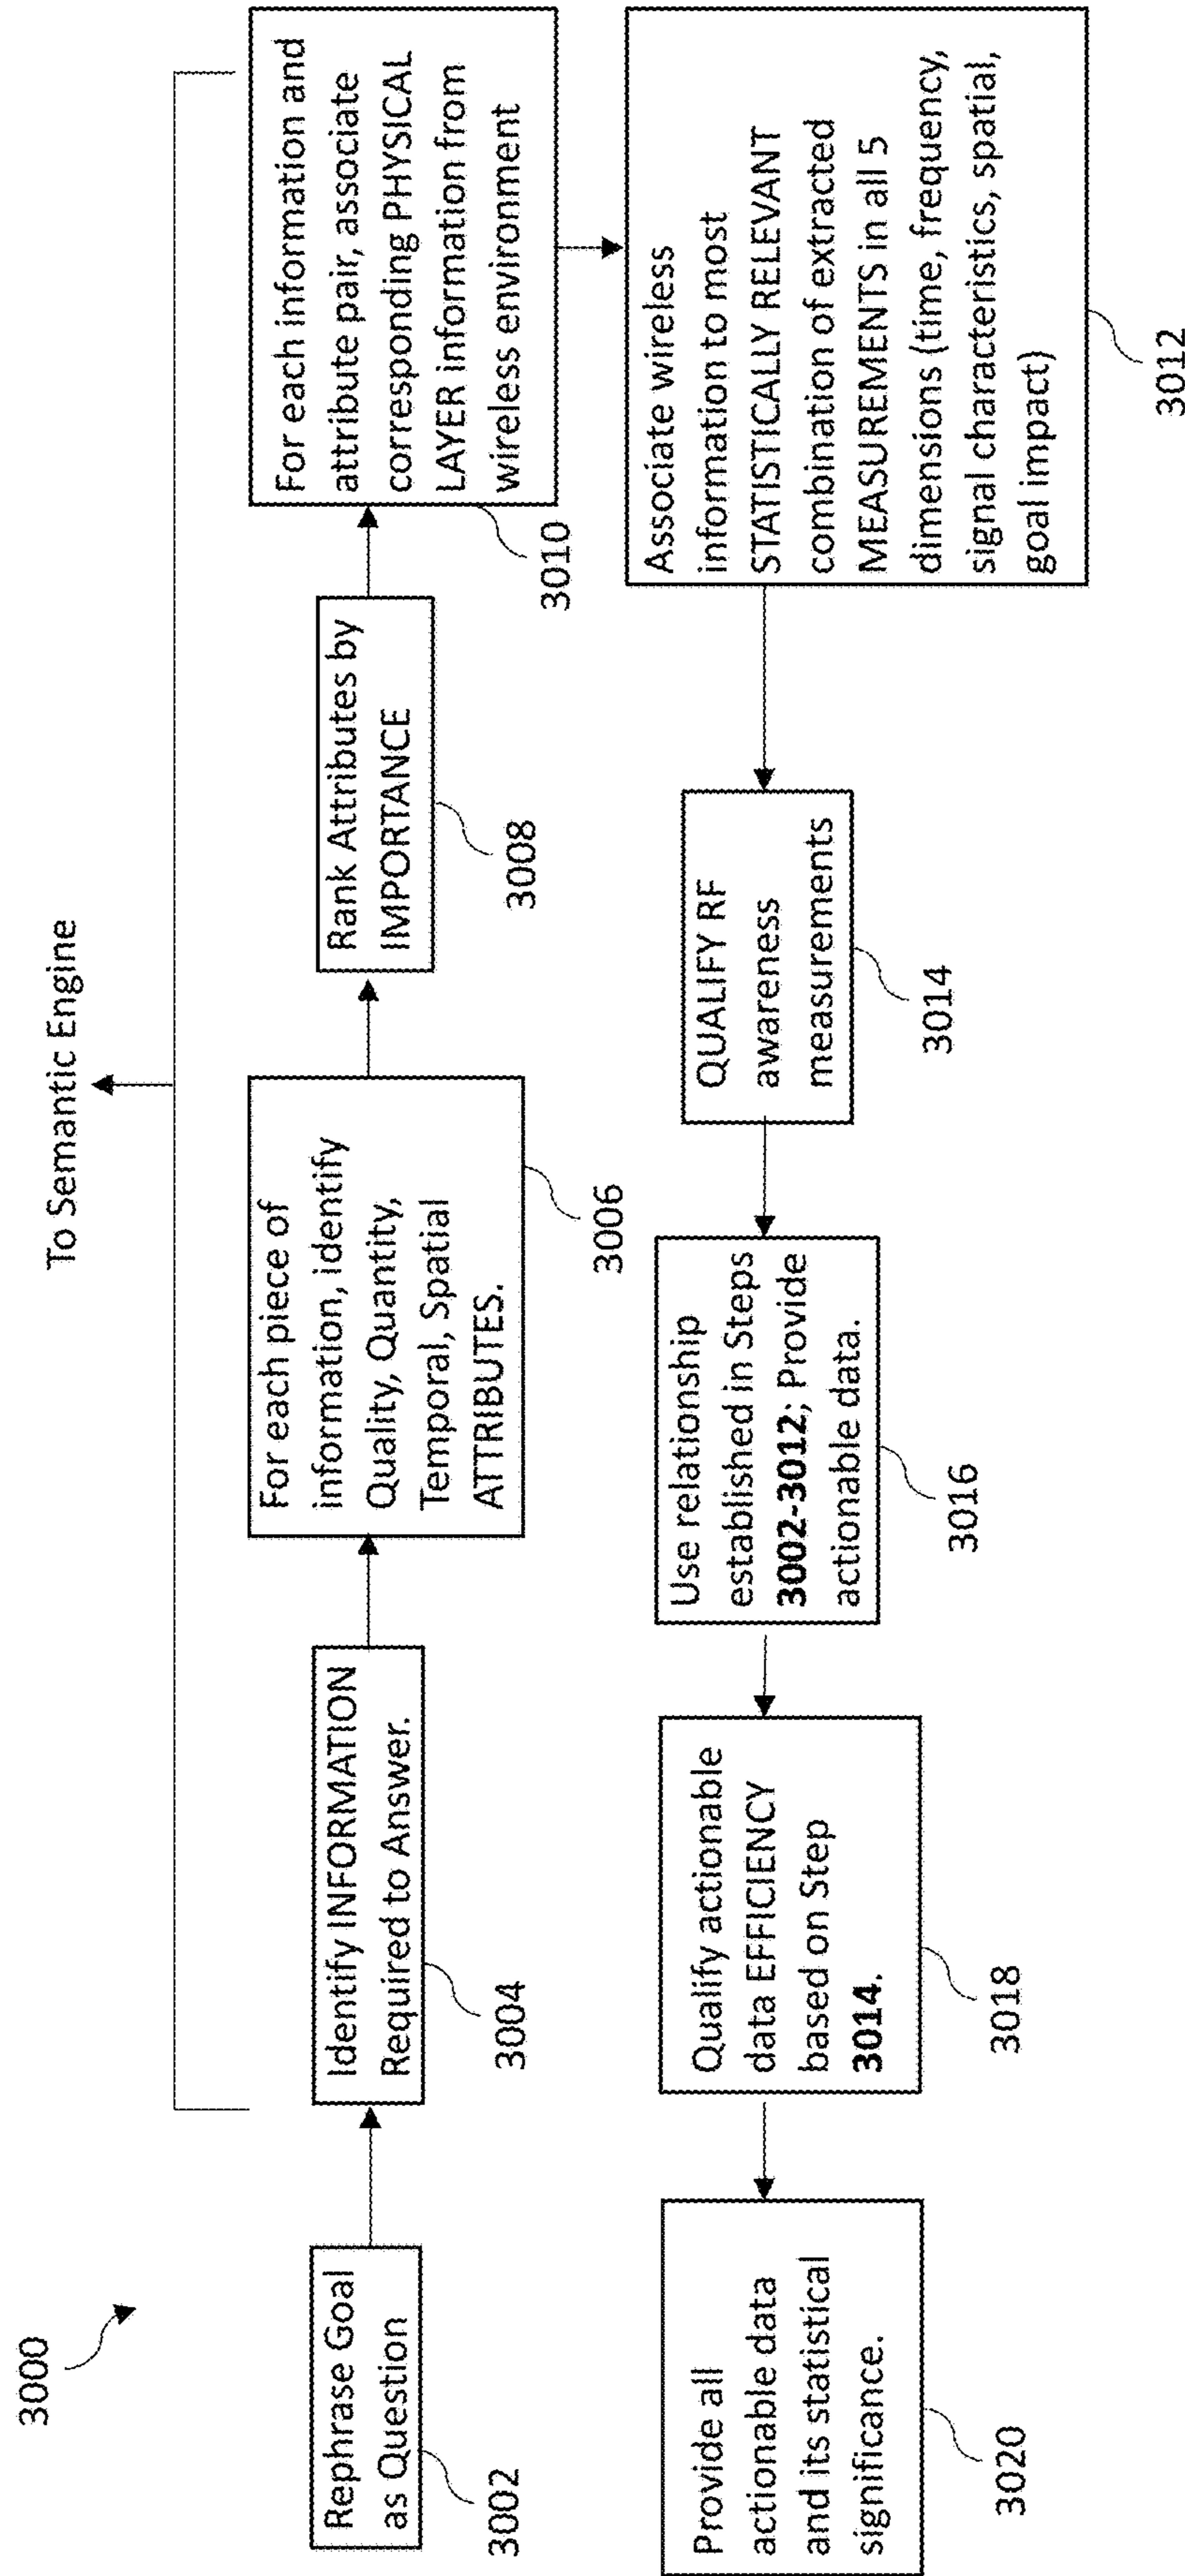 3000
To Semantic Engine
Rephrase Goal
as Question
3002
Identify INFORMATION
Required to Answer.
3004
For each piece of
information, identify
Quality, Quantity,
Temporal, Spatial
ATTRIBUTES.
3006
Rank Attributes by
IMPORTANCE
3008
For each information and
attribute pair, associate
corresponding PHYSICAL
LAYER information from
wireless environment
3010
Associate wireless
information to most
STATISTICALLY RELEVANT
combination of extracted
MEASUREMENTS in all 5
dimensions (time, frequency,
signal characteristics, spatial,
goal impact)
3012
QUALIFY RF
awareness
measurements
3014
Use relationship
established in Steps
3002-3012; Provide
actionable data.
3016
Qualify actionable
data EFFICIENCY
based on Step
3014.
3018
Provide all
actionable data
and its statistical
significance.
3020